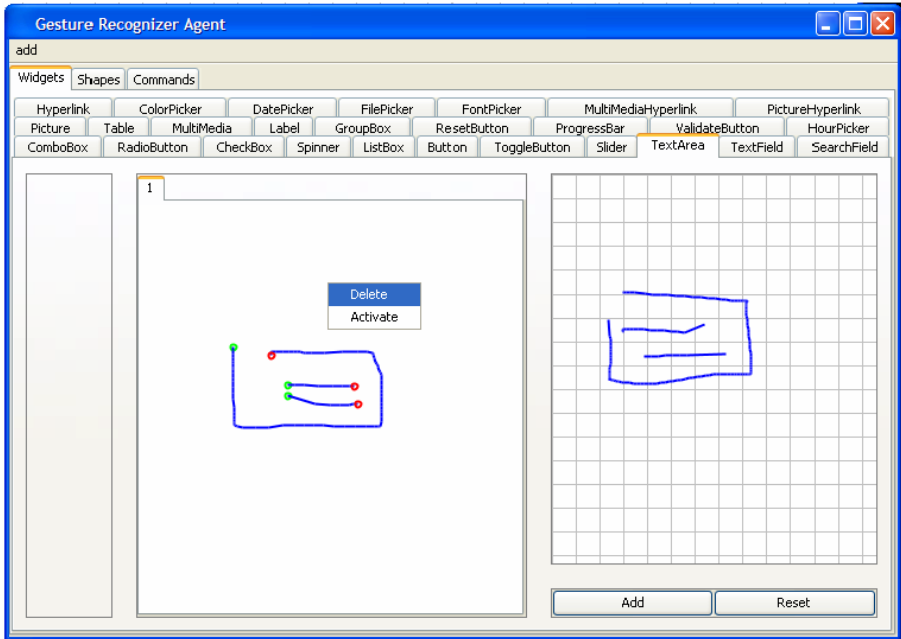 Gesture Recognizer Agent
add
Widgets Shapes Commands
Hyperlink ColorPicker DatePicker FilePicker FontPicker MultiMediaHyperlink PictureHyperlink
Picture Table MultiMedia Label GroupBox ResetButton ProgressBar ValidateButton HourPicker
ComboBox RadioButton CheckBox Spinner ListBox Button ToggleButton Slider TextArea TextField SearchField
1
Delete
Activate
Add Reset